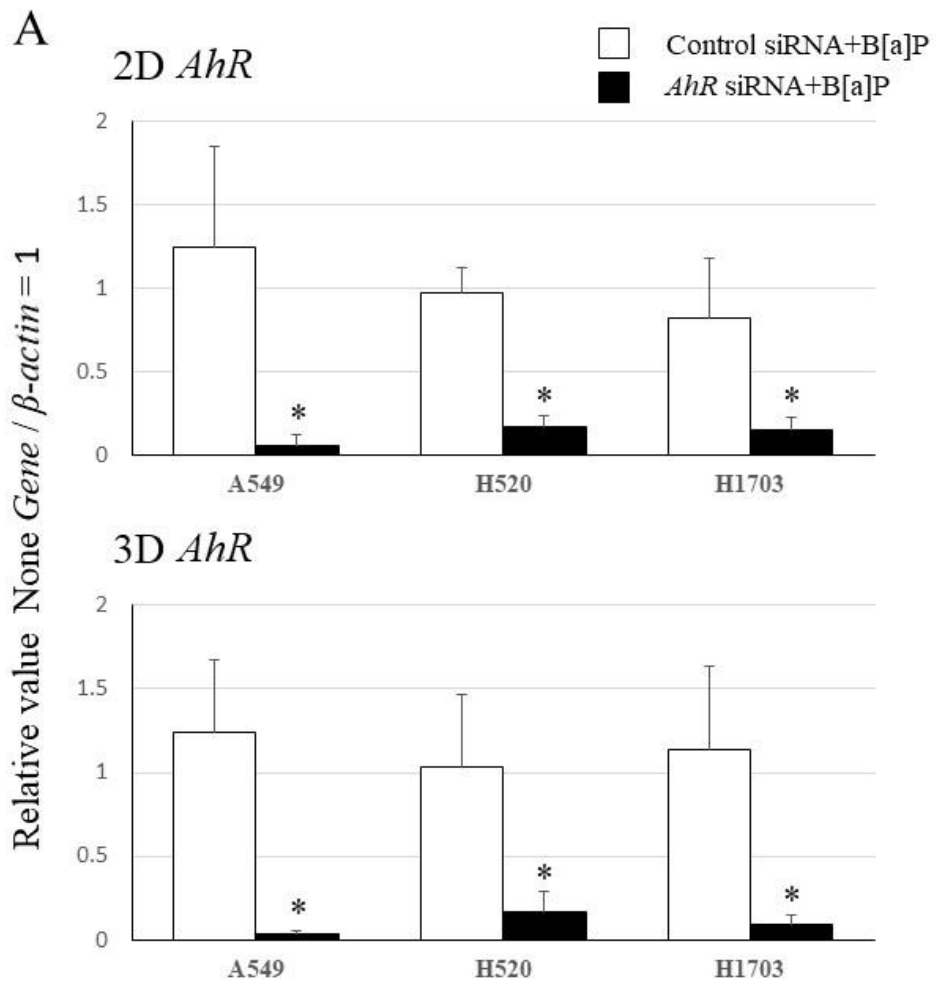 A
2D AhR
Control siRNA+B[a]P
AhR siRNA+B[a]P
Relative value None Gene / β-actin = 1
2
1.5
1
0.5
0
*
*
*
A549
H520
H1703
3D AhR
2
1.5
1
0.5
0
*
*
*
A549
H520
H1703